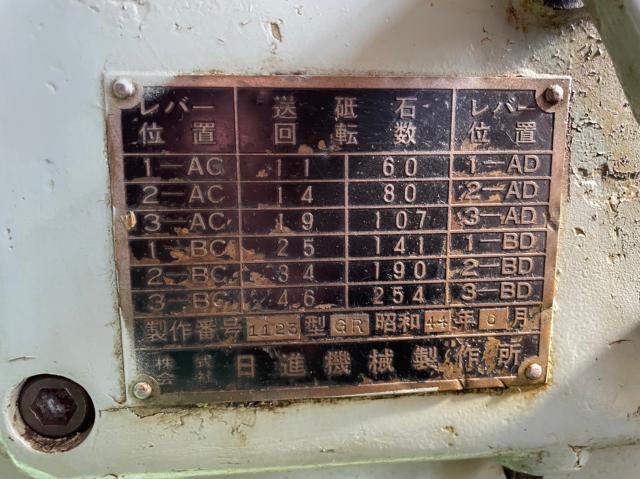 レバー 送砥石 レバー
位置 回転数 位置
1－AC 11 60 1－AD
2－AC 14 80 2－AD
3－AC 19 107 3－AD
1－BC 25 141 1－BD
2－BC 34 190 2－BD
3－BC 46 254 3－BD
製作番号 1123 型 GR 昭和 44 年 6 月
株式会社 日進機械製作所